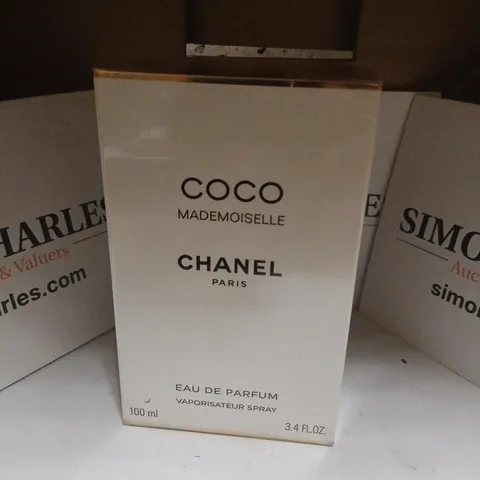 COCO
MADEMOISELLE
CHANEL
PARIS
EAU DE PARFUM
VAPORISATEUR SPRAY
100 ml
3.4 FL.OZ.
HARLES
& Valuers
rles.com
E
SIMO
Auc
simo